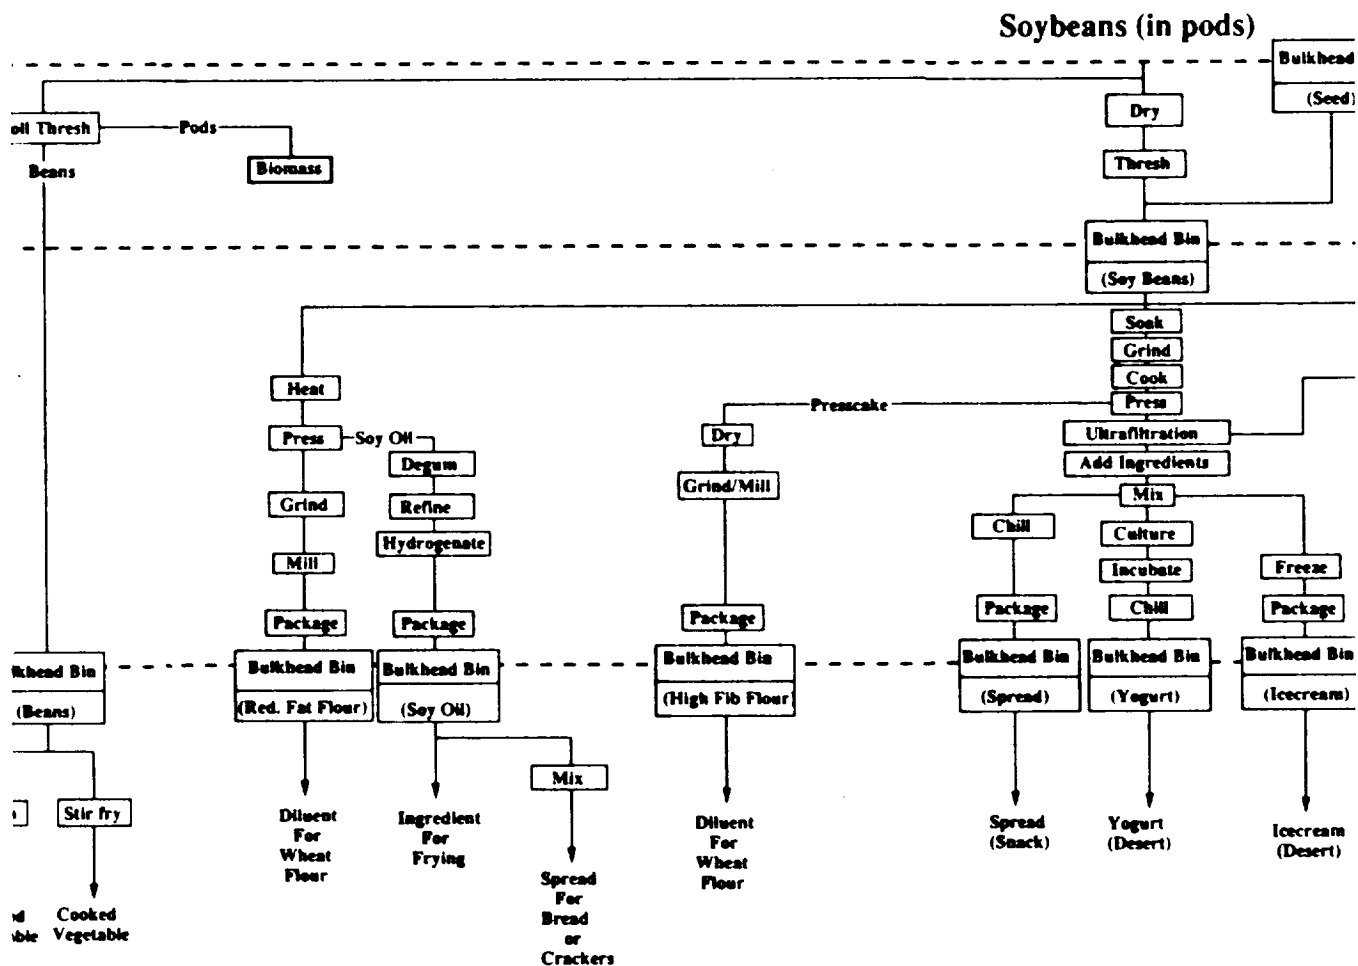 Soybeans (in pods)
Bulkhead
(Seed)
Dry
oil Thresh
Pods
Biomass
Beans
Thresh
Bulkhead Bin
(Soy Beans)
Soak
Grind
Cook
Press
Presscake
Ultrafiltration
Add Ingredients
Mix
Heat
Press
Soy Oil
Degum
Grind
Refine
Hydrogenate
Mill
Package
Package
Dry
Grind/Mill
Package
Chill
Package
Culture
Incubate
Chill
Freeze
Package
lkhead Bin
(Beans)
Bulkhead Bin
(Red. Fat Flour)
Bulkhead Bin
(Soy Oil)
Bulkhead Bin
(High Fib Flour)
Bulkhead Bin
(Spread)
Bulkhead Bin
(Yogurt)
Bulkhead Bin
(Icecream)
Stir fry
Cooked
Vegetable
Diluent
For
Wheat
Flour
Ingredient
For
Frying
Mix
Spread
For
Bread
or
Crackers
Diluent
For
Wheat
Flour
Spread
(Snack)
Yogurt
(Desert)
Icecream
(Desert)